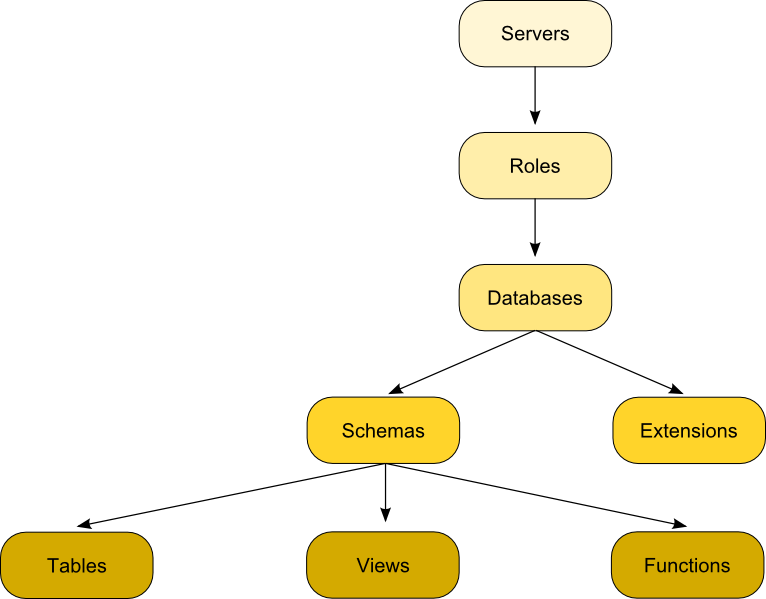 Servers
Roles
Databases
Schemas
Extensions
Tables
Views
Functions